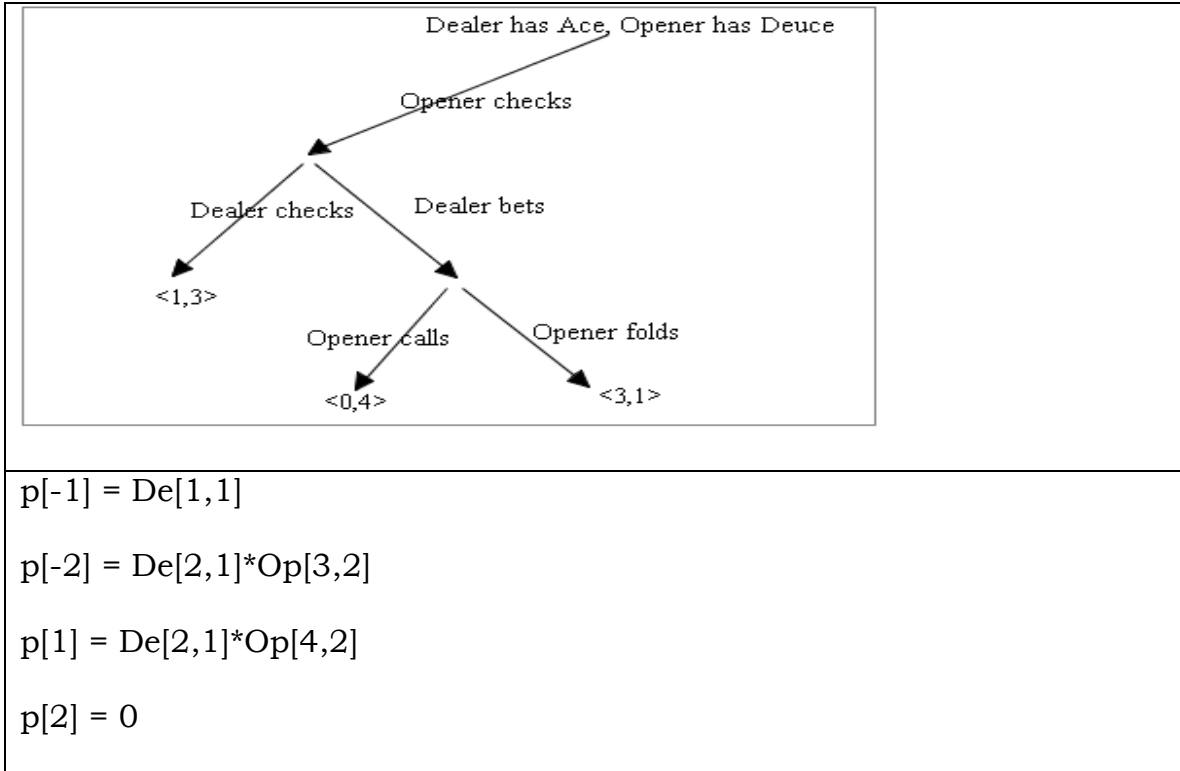 Dealer has Ace, Opener has Deuce
Opener checks
Dealer checks
Dealer bets
<1,3>
Opener calls
Opener folds
<0,4>
<3,1>
p[-1] = De[1,1]
p[-2] = De[2,1]*Op[3,2]
p[1] = De[2,1]*Op[4,2]
p[2] = 0